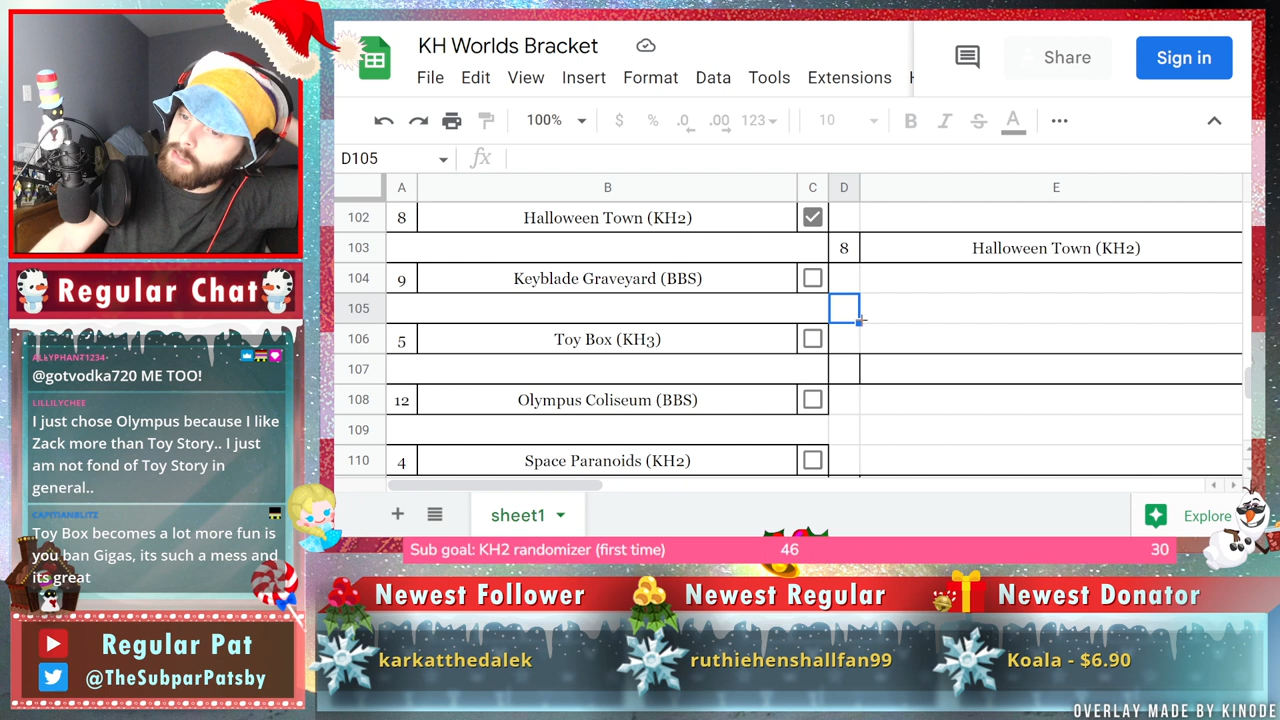 KH Worlds Bracket
File Edit View Insert Format Data Tools Extensions
Share
Sign in
100% $ % .0 .00 123 10 B I S A
D105 fx
A B C D E
102 8 Halloween Town (KH2)
103 8 Halloween Town (KH2)
104 9 Keyblade Graveyard (BBS)
105
106 5 Toy Box (KH3)
107
108 12 Olympus Coliseum (BBS)
109
110 4 Space Paranoids (KH2)
sheet1
Explore
Regular Chat
ALLYPHANT1234
@gotvodka720 ME TOO!
LILLILYCHEE
I just chose Olympus because I like
Zack more than Toy Story.. I just
am not fond of Toy Story in
general..
CAPITIANBLITZ
Toy Box becomes a lot more fun is
you ban Gigas, its such a mess and
its great
Regular Pat
@TheSubparPatsby
Sub goal: KH2 randomizer (first time) 46 30
Newest Follower
karkatthedalek
Newest Regular
ruthiehenshallfan99
Newest Donator
Koala - $6.90
OVERLAY MADE BY KINODE